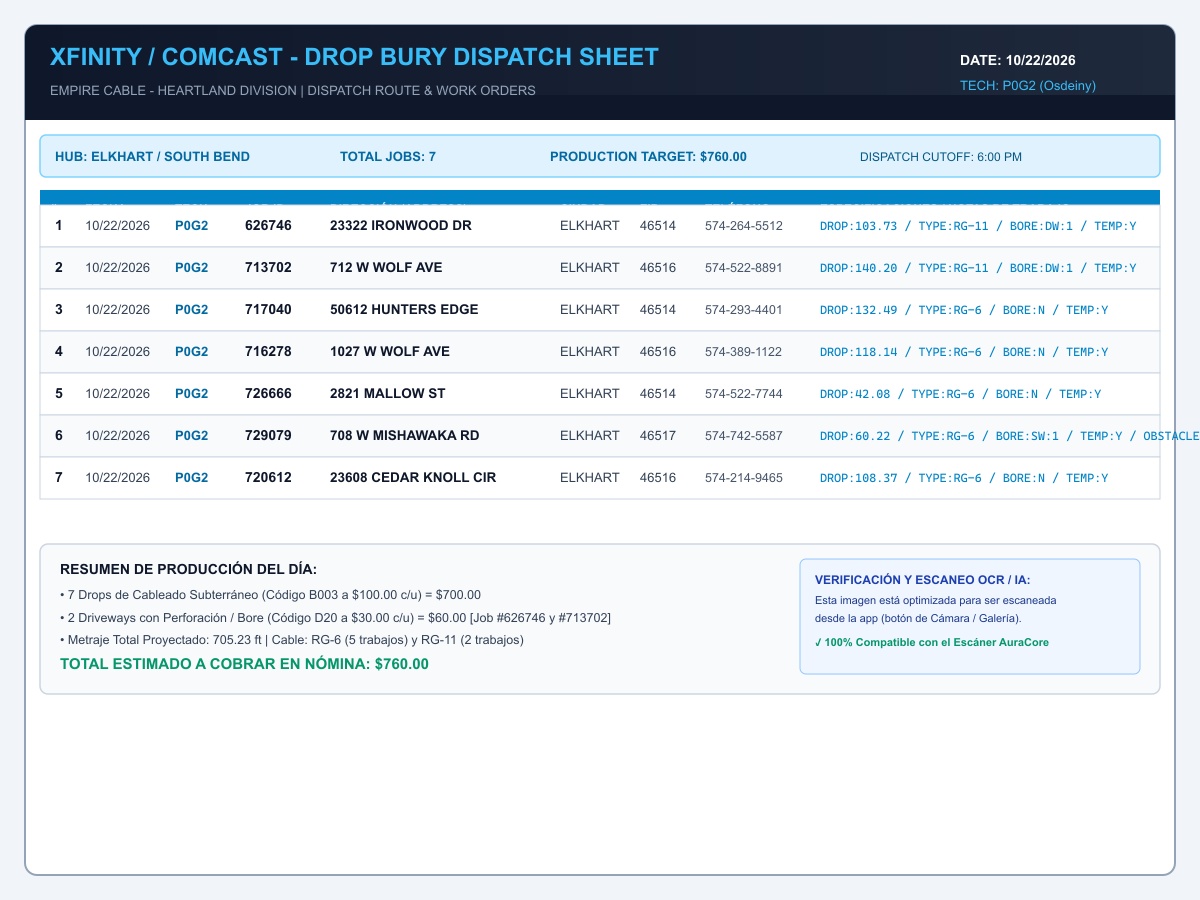 XFINITY / COMCAST - DROP BURY DISPATCH SHEET
EMPIRE CABLE - HEARTLAND DIVISION | DISPATCH ROUTE & WORK ORDERS
DATE: 10/22/2026
TECH: P0G2 (Osdeiny)
HUB: ELKHART / SOUTH BEND TOTAL JOBS: 7 PRODUCTION TARGET: $760.00 DISPATCH CUTOFF: 6:00 PM
1 10/22/2026 P0G2 626746 23322 IRONWOOD DR ELKHART 46514 574-264-5512 DROP:103.73 / TYPE:RG-11 / BORE:DW:1 / TEMP:Y
2 10/22/2026 P0G2 713702 712 W WOLF AVE ELKHART 46516 574-522-8891 DROP:140.20 / TYPE:RG-11 / BORE:DW:1 / TEMP:Y
3 10/22/2026 P0G2 717040 50612 HUNTERS EDGE ELKHART 46514 574-293-4401 DROP:132.49 / TYPE:RG-6 / BORE:N / TEMP:Y
4 10/22/2026 P0G2 716278 1027 W WOLF AVE ELKHART 46516 574-389-1122 DROP:118.14 / TYPE:RG-6 / BORE:N / TEMP:Y
5 10/22/2026 P0G2 726666 2821 MALLOW ST ELKHART 46514 574-522-7744 DROP:42.08 / TYPE:RG-6 / BORE:N / TEMP:Y
6 10/22/2026 P0G2 729079 708 W MISHAWAKA RD ELKHART 46517 574-742-5587 DROP:60.22 / TYPE:RG-6 / BORE:SW:1 / TEMP:Y / OBSTACLE
7 10/22/2026 P0G2 720612 23608 CEDAR KNOLL CIR ELKHART 46516 574-214-9465 DROP:108.37 / TYPE:RG-6 / BORE:N / TEMP:Y
RESUMEN DE PRODUCCIÓN DEL DÍA:
• 7 Drops de Cableado Subterráneo (Código B003 a $100.00 c/u) = $700.00
• 2 Driveways con Perforación / Bore (Código D20 a $30.00 c/u) = $60.00 [Job #626746 y #713702]
• Metraje Total Proyectado: 705.23 ft | Cable: RG-6 (5 trabajos) y RG-11 (2 trabajos)
TOTAL ESTIMADO A COBRAR EN NÓMINA: $760.00
VERIFICACIÓN Y ESCANEO OCR / IA:
Esta imagen está optimizada para ser escaneada
desde la app (botón de Cámara / Galería).
✓ 100% Compatible con el Escáner AuraCore